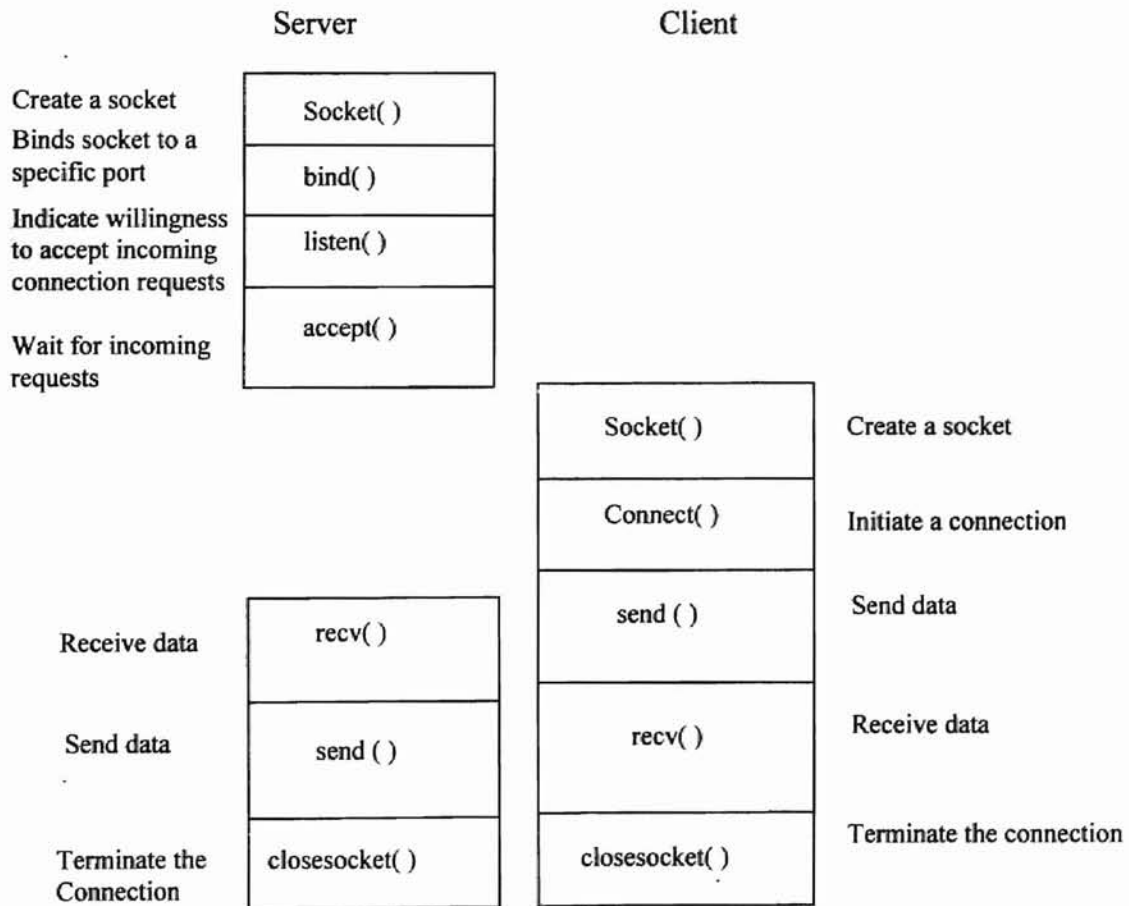 Server
Client
Create a socket
Socket( )
Binds socket to a
specific port
bind( )
Indicate willingness
to accept incoming
connection requests
listen( )
accept( )
Wait for incoming
requests
Socket( )
Create a socket
Connect( )
Initiate a connection
send ( )
Send data
Receive data
recv( )
recv( )
Receive data
Send data
send ( )
Terminate the
Connection
closesocket( )
closesocket( )
Terminate the connection